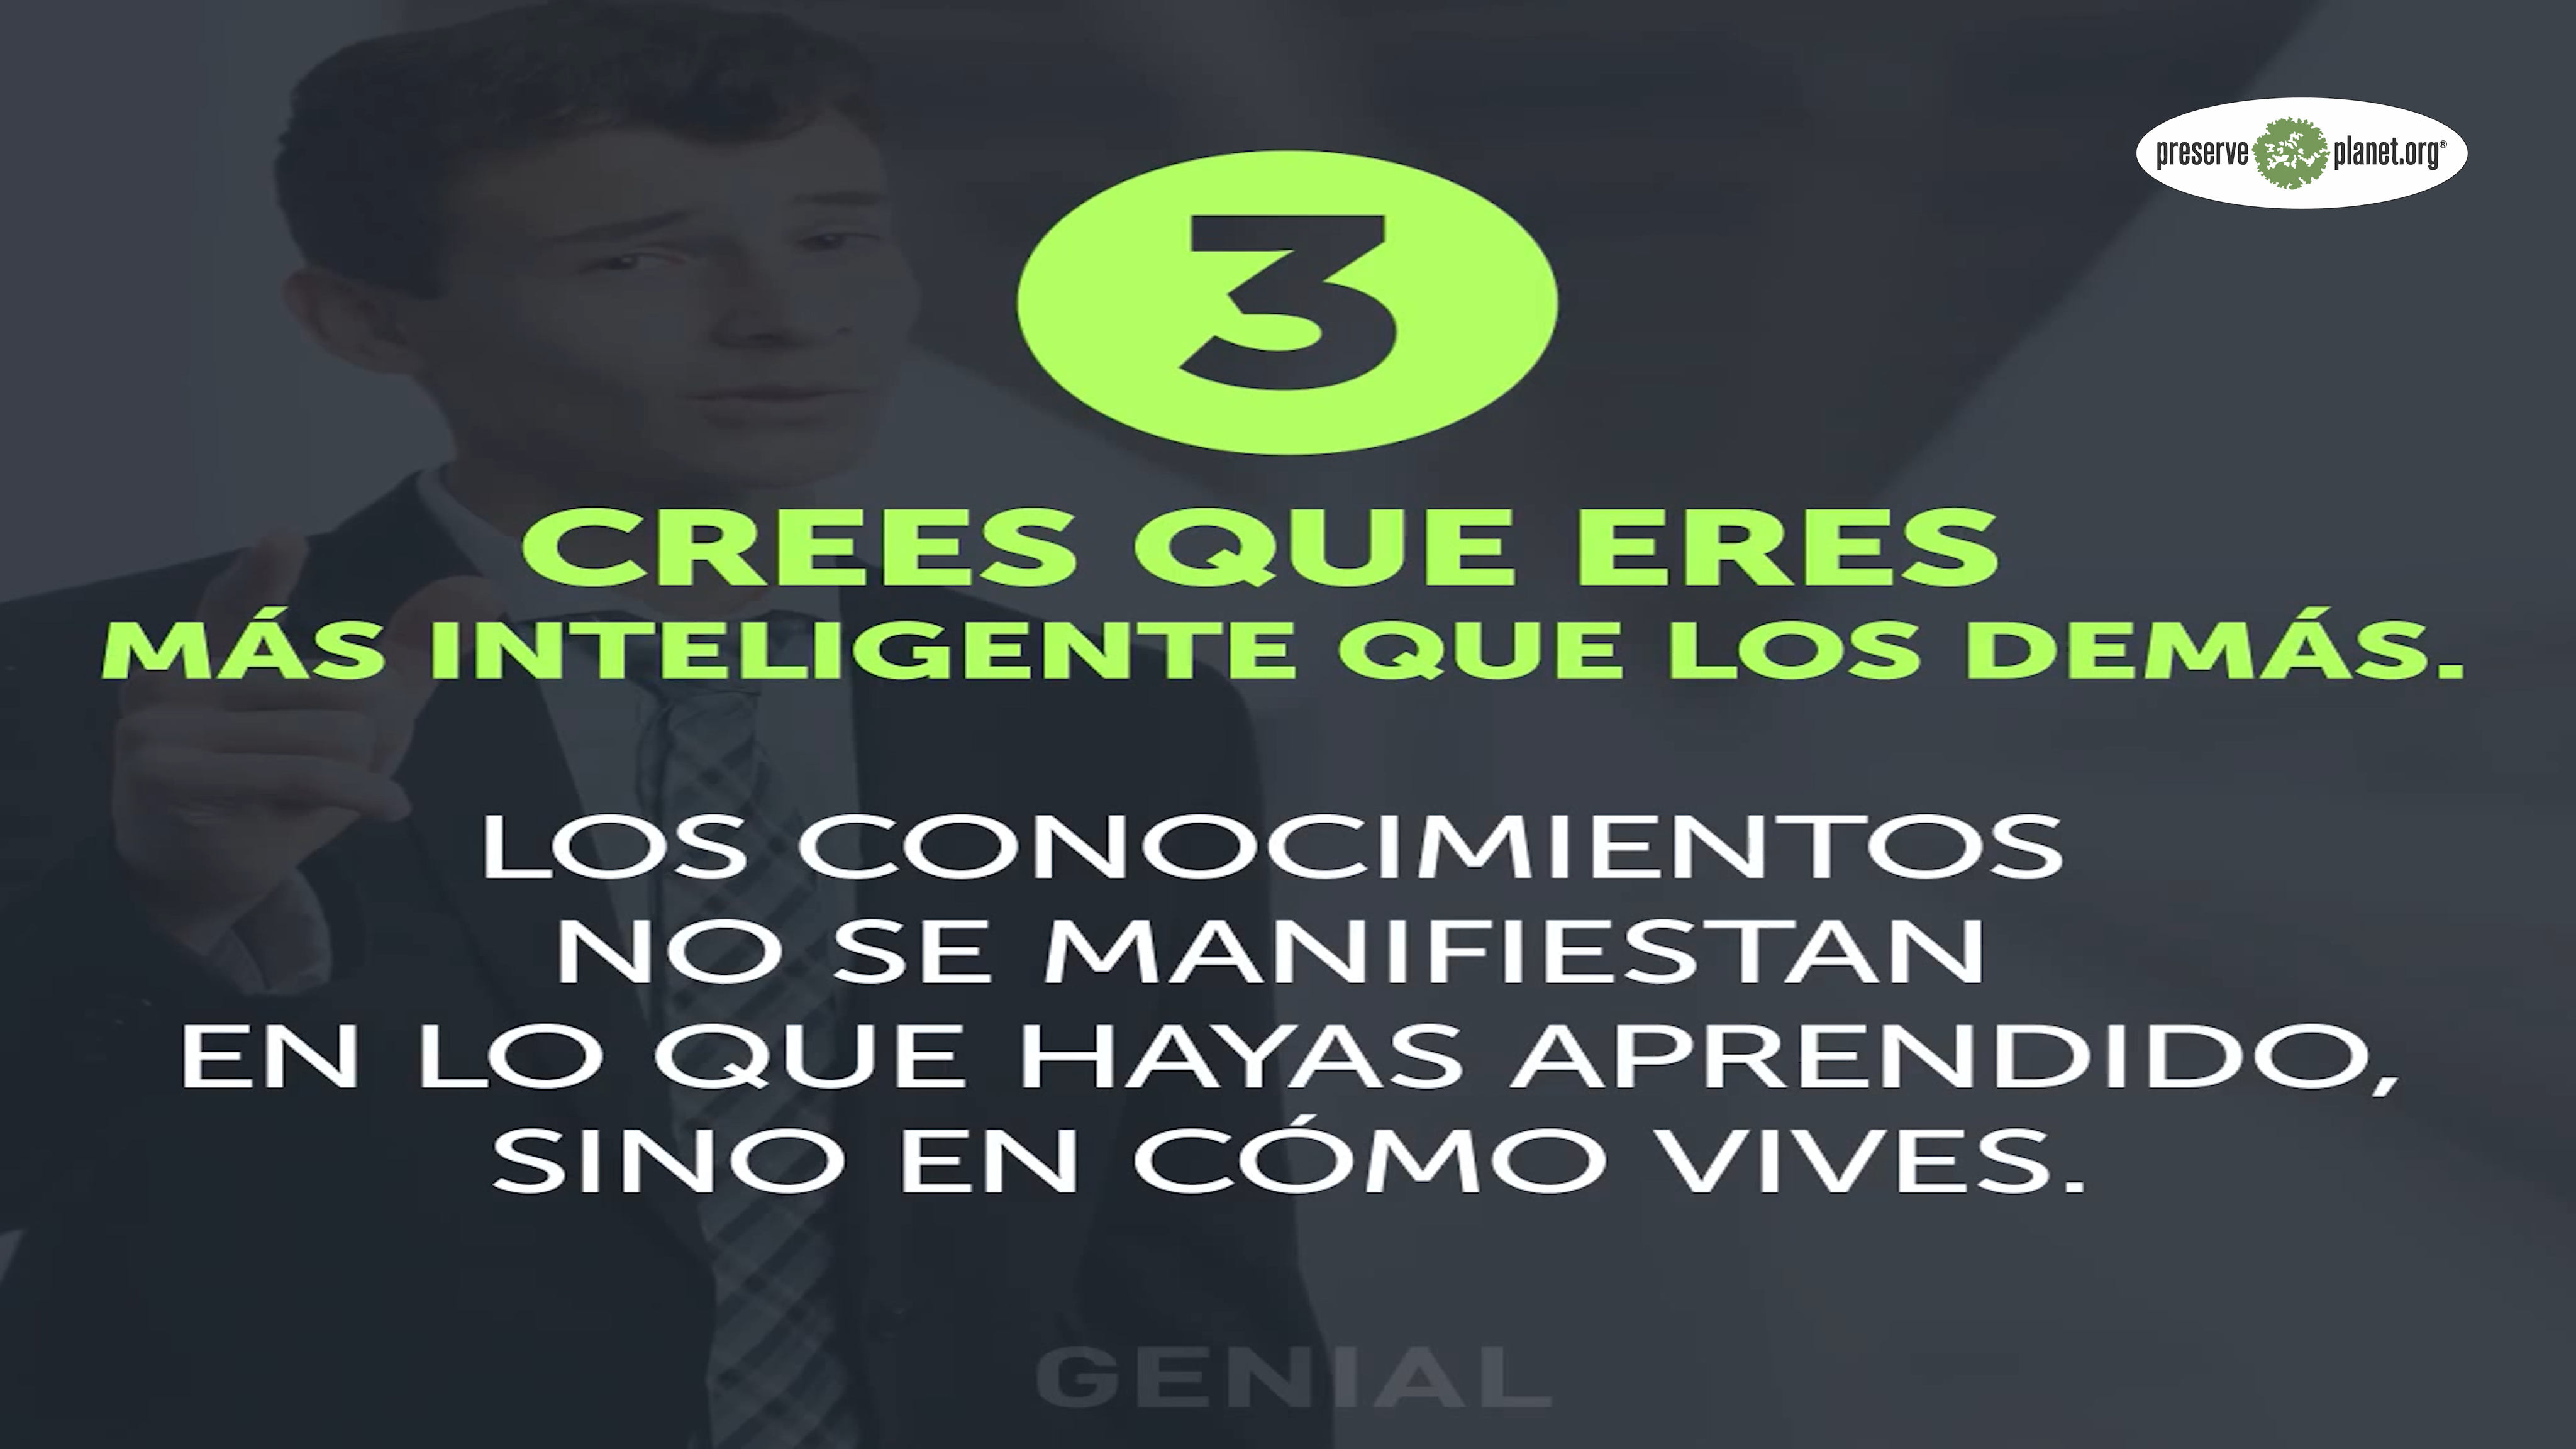 preserve planet.org®
3
CREES QUE ERES
MÁS INTELIGENTE QUE LOS DEMÁS.
LOS CONOCIMIENTOS
NO SE MANIFIESTAN
EN LO QUE HAYAS APRENDIDO,
SINO EN CÓMO VIVES.
GENIAL